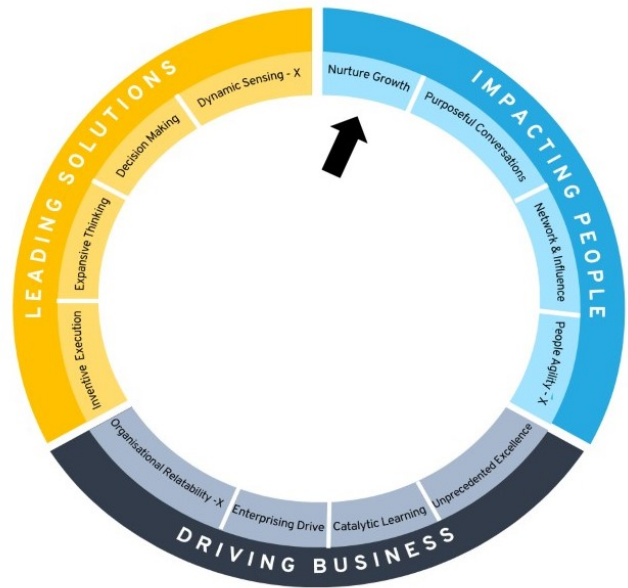 LEADING SOLUTIONS
Inventive Execution
Expansive Thinking
Decision Making
Dynamic Sensing - X
IMPACTING PEOPLE
Nurture Growth
Purposeful Conversations
Network & Influence
People Agility - X
DRIVING BUSINESS
Organisational Relatability -X
Enterprising Drive
Catalytic Learning
Unprecedented Excellence